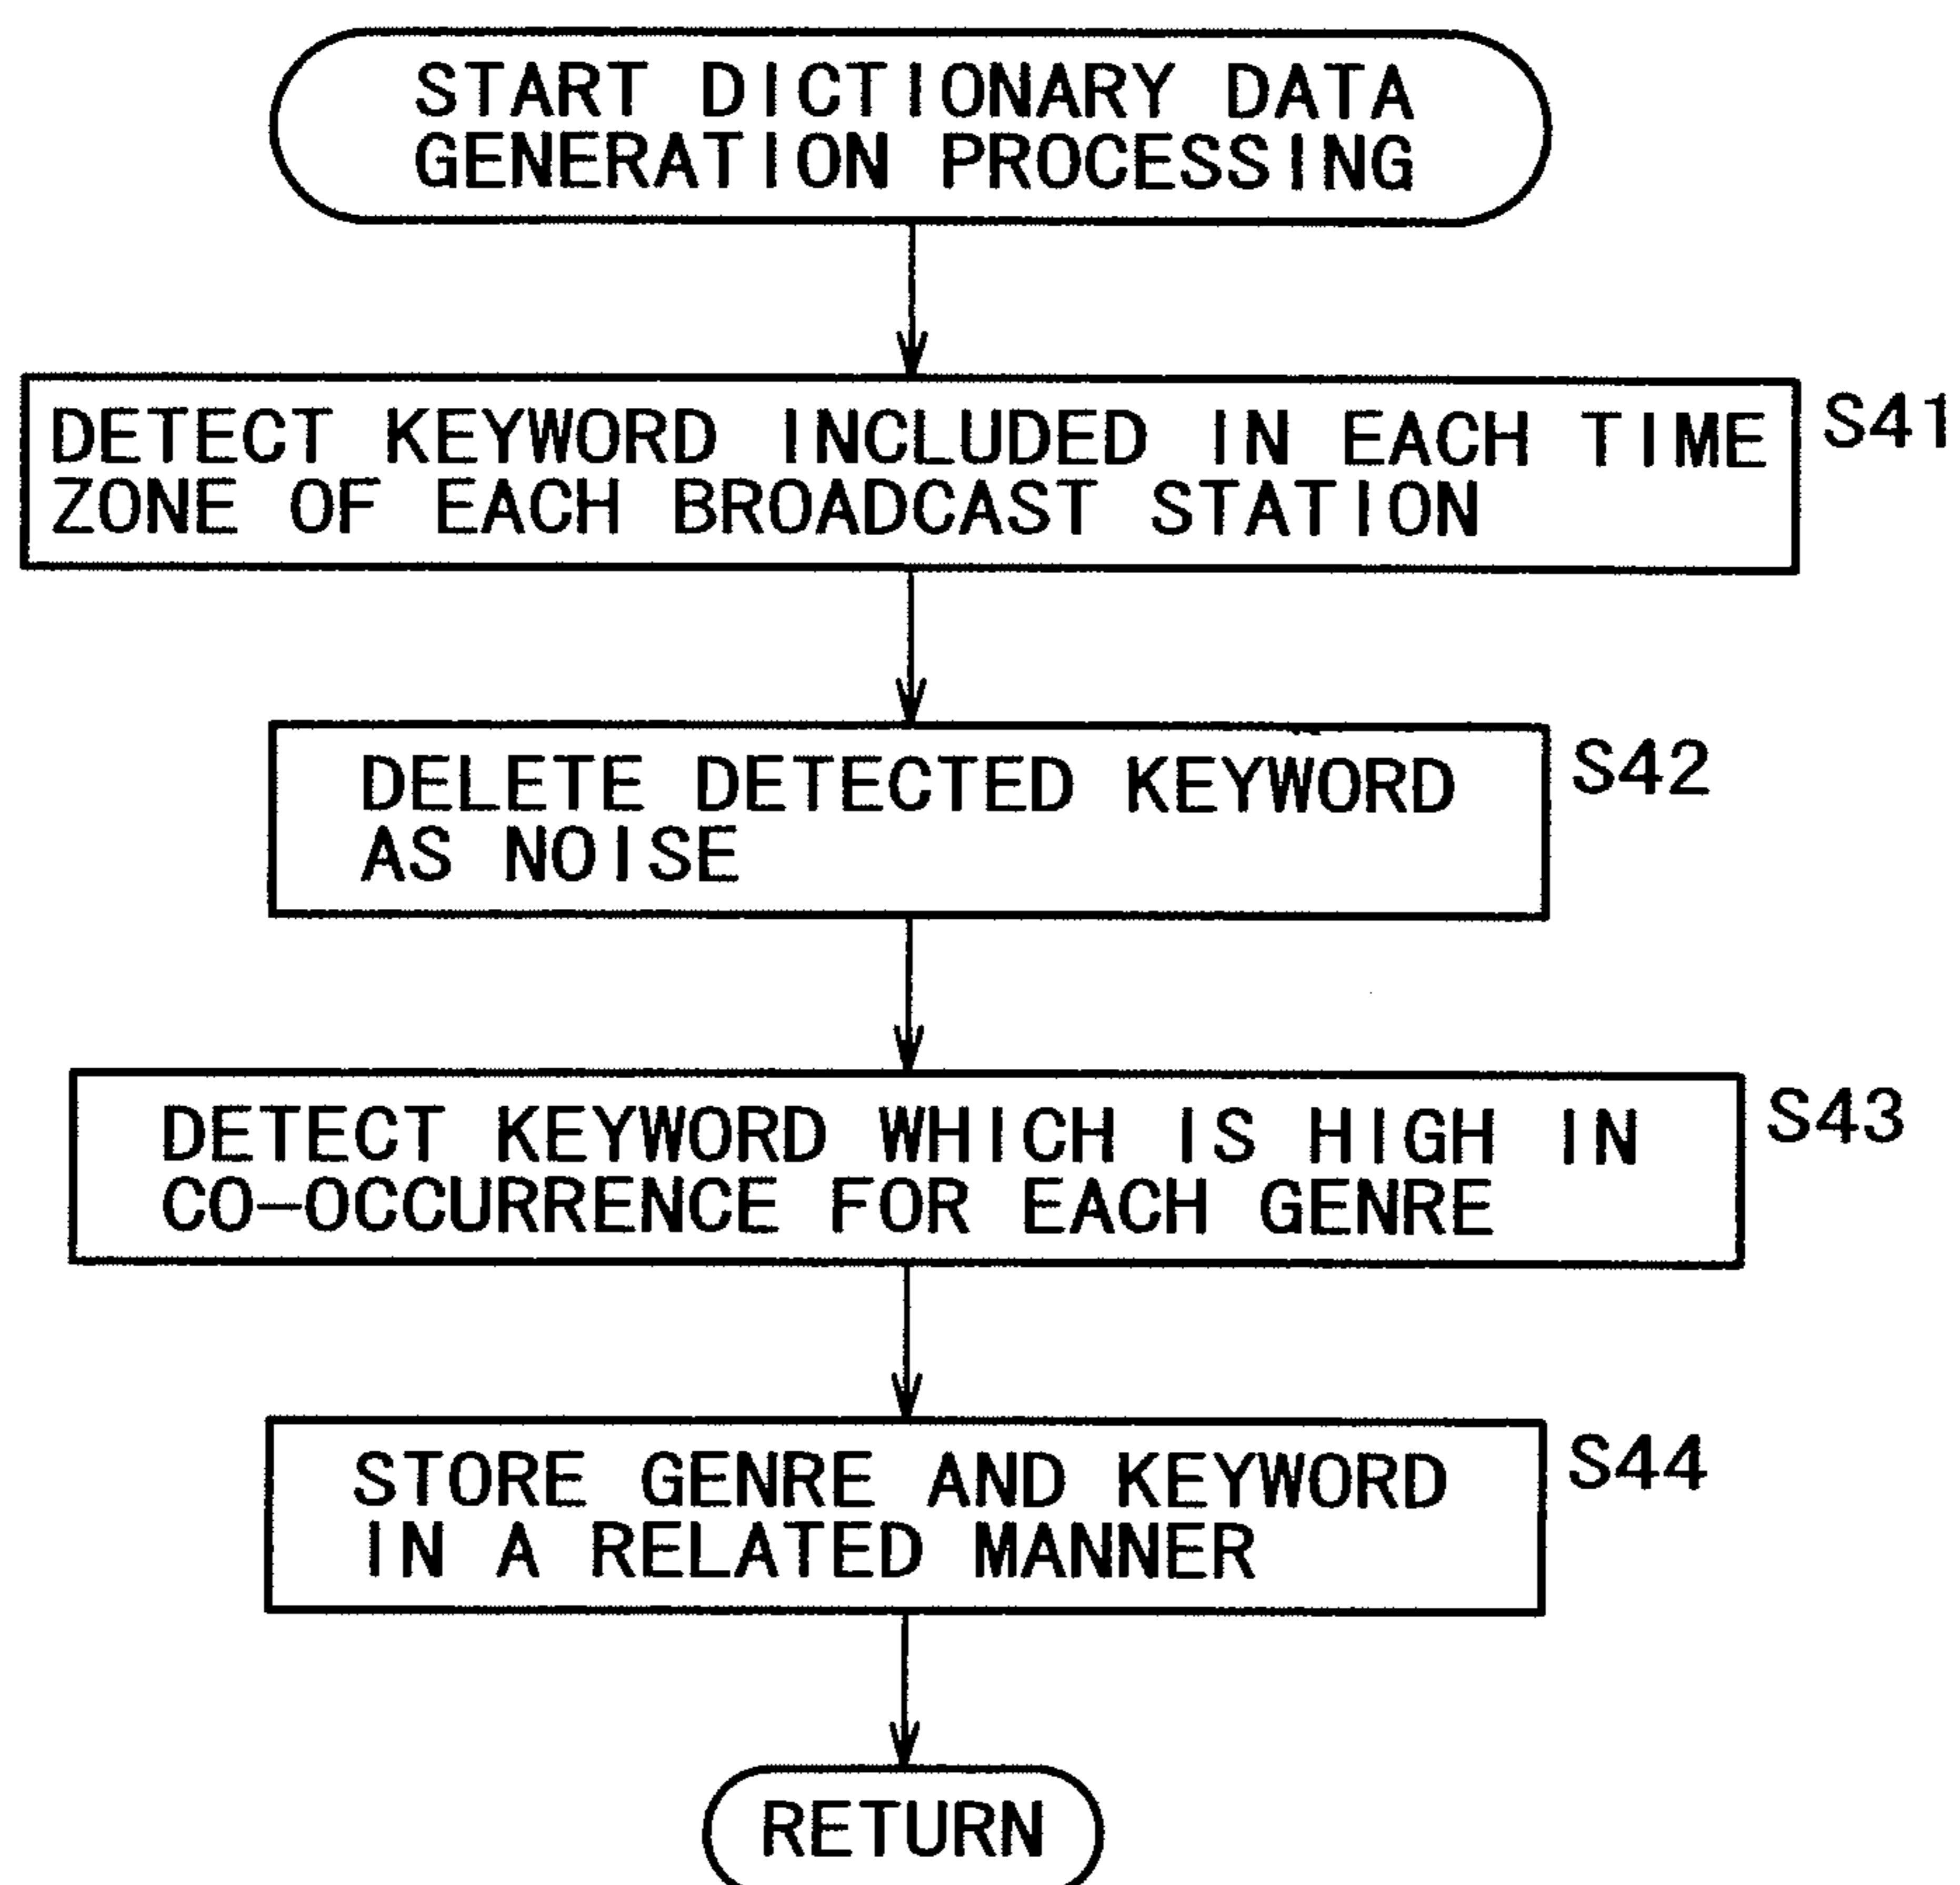 START DICTIONARY DATA
GENERATION PROCESSING
DETECT KEYWORD INCLUDED IN EACH TIME
ZONE OF EACH BROADCAST STATION
S41
DELETE DETECTED KEYWORD
AS NOISE
S42
DETECT KEYWORD WHICH IS HIGH IN
CO-OCCURRENCE FOR EACH GENRE
S43
STORE GENRE AND KEYWORD
IN A RELATED MANNER
S44
RETURN